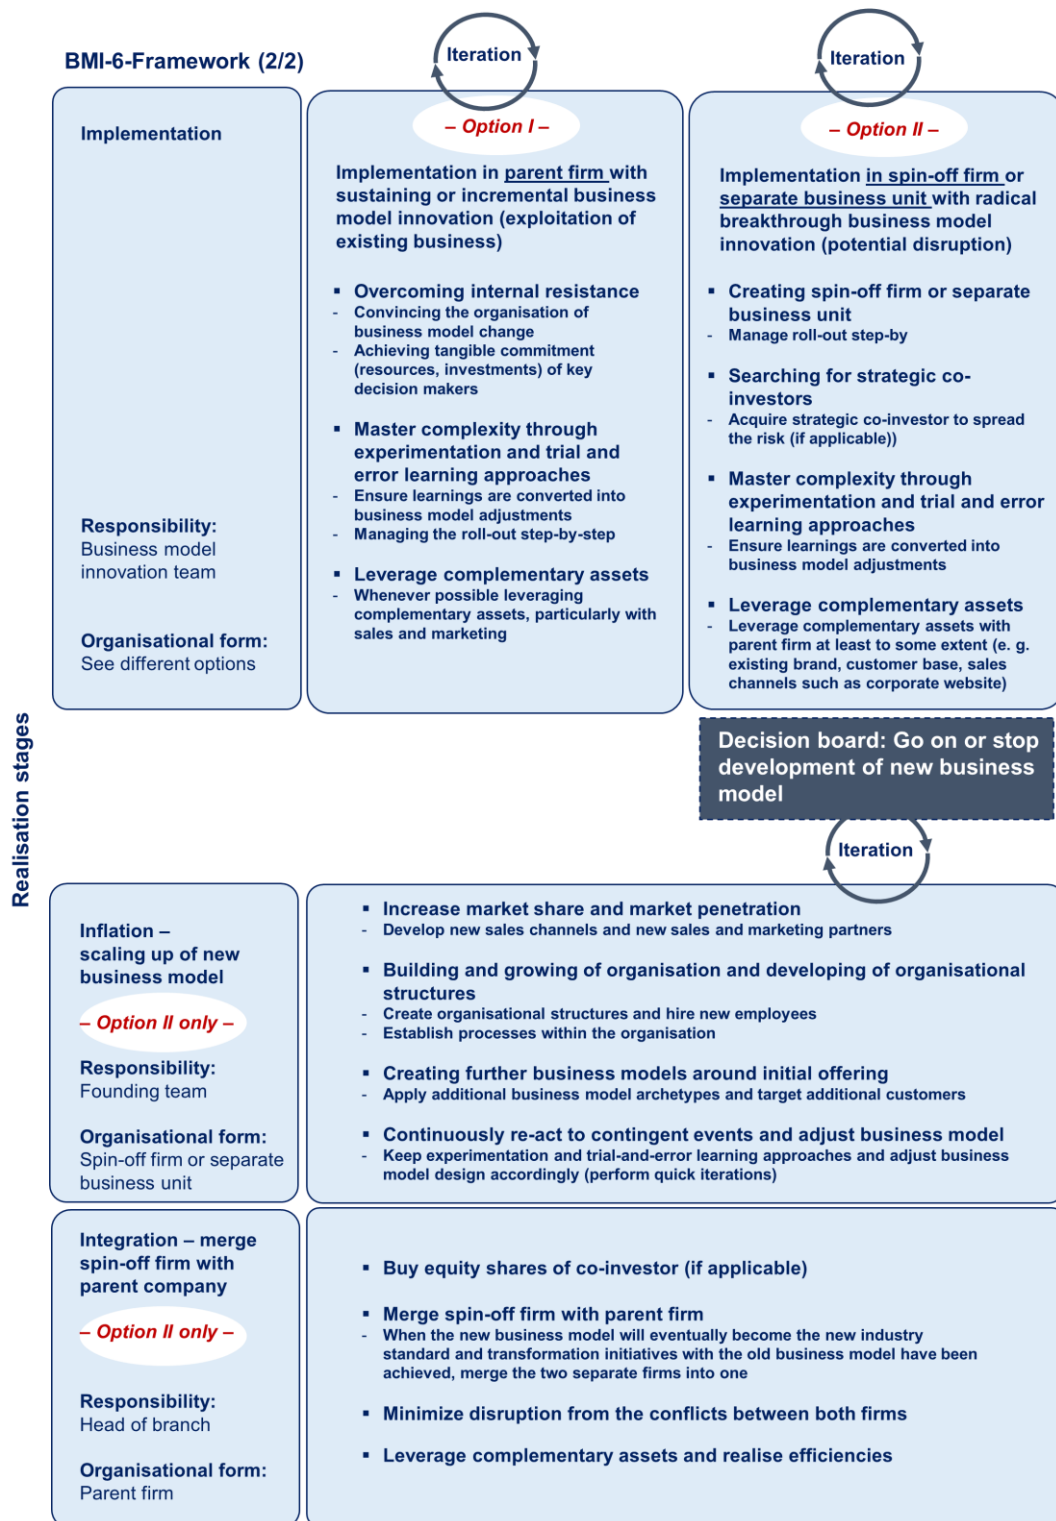 BMI-6-Framework (2/2)
Iteration
Iteration
Realisation stages
Implementation
Responsibility:
Business model
innovation team
Organisational form:
See different options
– Option I –
Implementation in parent firm with
sustaining or incremental business
model innovation (exploitation of
existing business)
▪ Overcoming internal resistance
- Convincing the organisation of
business model change
- Achieving tangible commitment
(resources, investments) of key
decision makers
▪ Master complexity through
experimentation and trial and
error learning approaches
- Ensure learnings are converted into
business model adjustments
- Managing the roll-out step-by-step
▪ Leverage complementary assets
- Whenever possible leveraging
complementary assets, particularly with
sales and marketing
– Option II –
Implementation in spin-off firm or
separate business unit with radical
breakthrough business model
innovation (potential disruption)
▪ Creating spin-off firm or separate
business unit
- Manage roll-out step-by
▪ Searching for strategic co-
investors
- Acquire strategic co-investor to spread
the risk (if applicable))
▪ Master complexity through
experimentation and trial and error
learning approaches
- Ensure learnings are converted into
business model adjustments
▪ Leverage complementary assets
- Leverage complementary assets with
parent firm at least to some extent (e. g.
existing brand, customer base, sales
channels such as corporate website)
Decision board: Go on or stop
development of new business
model
Iteration
Inflation –
scaling up of new
business model
– Option II only –
Responsibility:
Founding team
Organisational form:
Spin-off firm or separate
business unit
▪ Increase market share and market penetration
- Develop new sales channels and new sales and marketing partners
▪ Building and growing of organisation and developing of organisational
structures
- Create organisational structures and hire new employees
- Establish processes within the organisation
▪ Creating further business models around initial offering
- Apply additional business model archetypes and target additional customers
▪ Continuously re-act to contingent events and adjust business model
- Keep experimentation and trial-and-error learning approaches and adjust business
model design accordingly (perform quick iterations)
Integration – merge
spin-off firm with
parent company
– Option II only –
Responsibility:
Head of branch
Organisational form:
Parent firm
▪ Buy equity shares of co-investor (if applicable)
▪ Merge spin-off firm with parent firm
- When the new business model will eventually become the new industry
standard and transformation initiatives with the old business model have been
achieved, merge the two separate firms into one
▪ Minimize disruption from the conflicts between both firms
▪ Leverage complementary assets and realise efficiencies